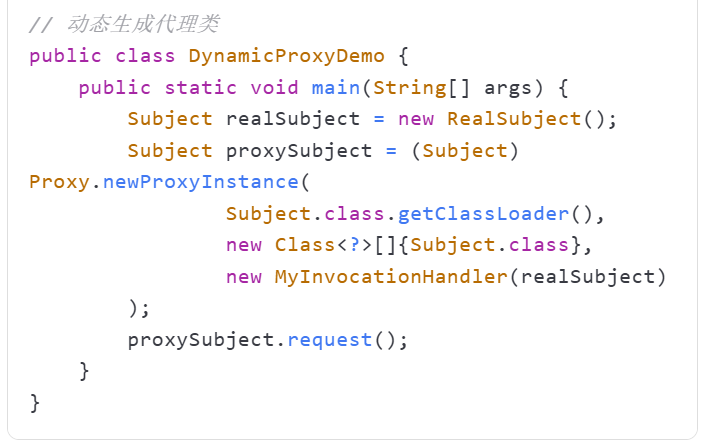 // 动态生成代理类
public class DynamicProxyDemo {
    public static void main(String[] args) {
        Subject realSubject = new RealSubject();
        Subject proxySubject = (Subject)
Proxy.newProxyInstance(
                Subject.class.getClassLoader(),
                new Class<?>[]{Subject.class},
                new MyInvocationHandler(realSubject)
        );
        proxySubject.request();
    }
}